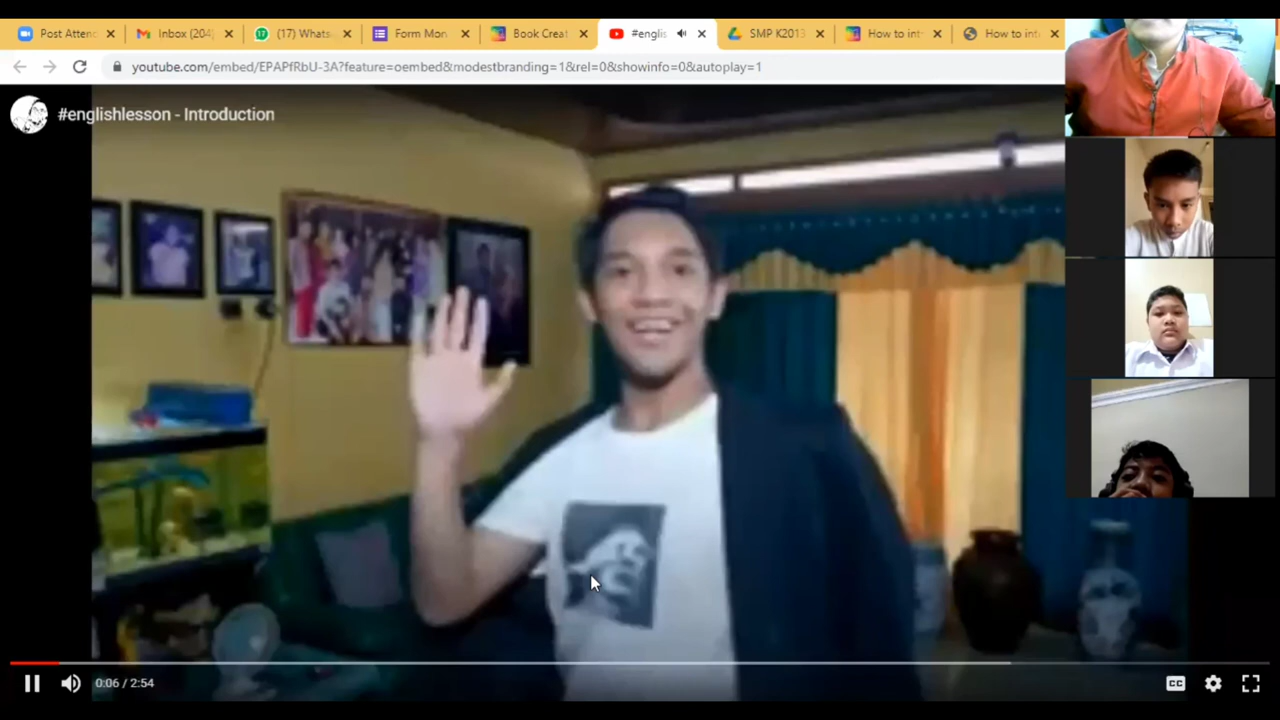 Post Attenc
Inbox (204)
(17) Whats
Form Mon
Book Creat
#englis
SMP K2013
How to int
How to int
youtube.com/embed/EPAPfRbU-3A?feature=oembed&modestbranding=1&rel=0&showinfo=0&autoplay=1
#englishlesson - Introduction
0:06 / 2:54
CC